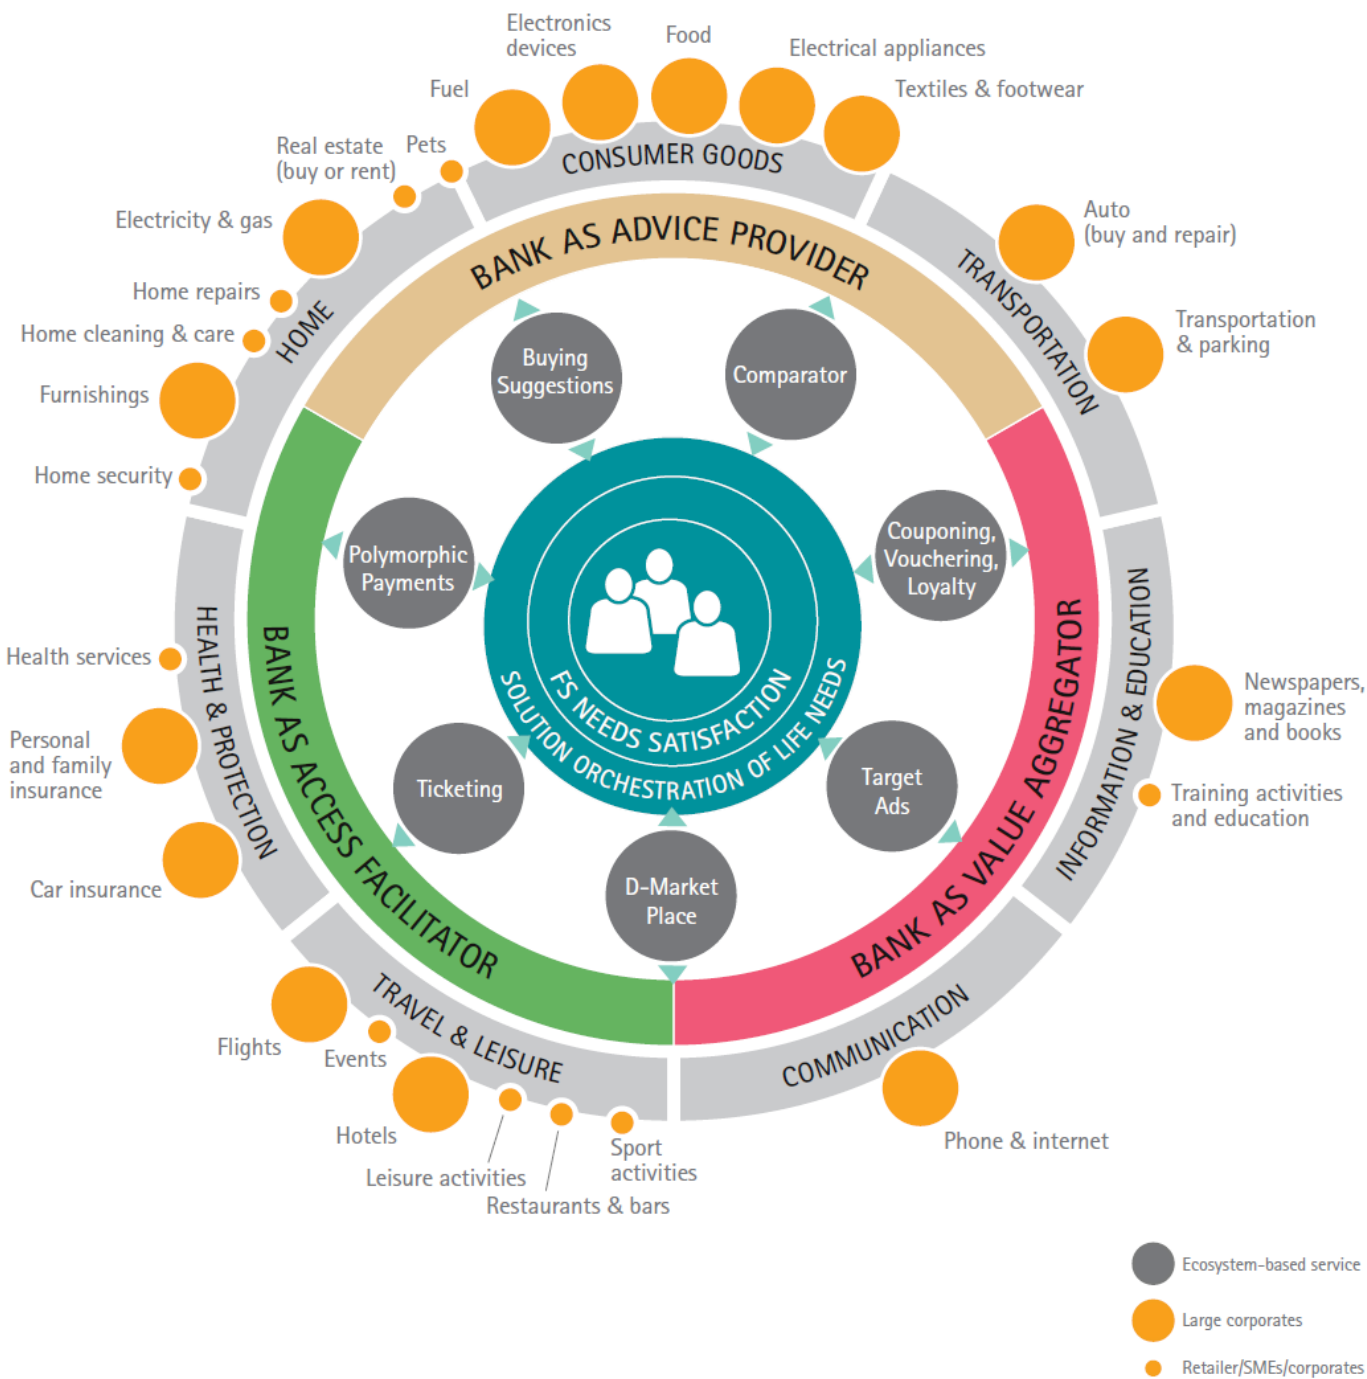 Electronics
devices
Food
Electrical appliances
Fuel
Textiles & footwear
Real estate
(buy or rent)
Pets
CONSUMER GOODS
Electricity & gas
Auto
(buy and repair)
BANK AS ADVICE PROVIDER
TRANSPORTATION
Home repairs
Home cleaning & care
HOME
Transportation
& parking
Furnishings
Home security
Buying
Suggestions
Comparator
Polymorphic
Payments
Couponing,
Vouchering,
Loyalty
HEALTH & PROTECTION
BANK AS ACCESS FACILITATOR
FS NEEDS SATISFACTION
SOLUTION ORCHESTRATION OF LIFE NEEDS
BANK AS VALUE AGGREGATOR
INFORMATION & EDUCATION
Health services
Personal
and family
insurance
Car insurance
Newspapers,
magazines
and books
Training activities
and education
Ticketing
Target
Ads
D-Market
Place
TRAVEL & LEISURE
COMMUNICATION
Flights
Events
Hotels
Leisure activities
Restaurants & bars
Sport
activities
Phone & internet
Ecosystem-based service
Large corporates
Retailer/SMEs/corporates